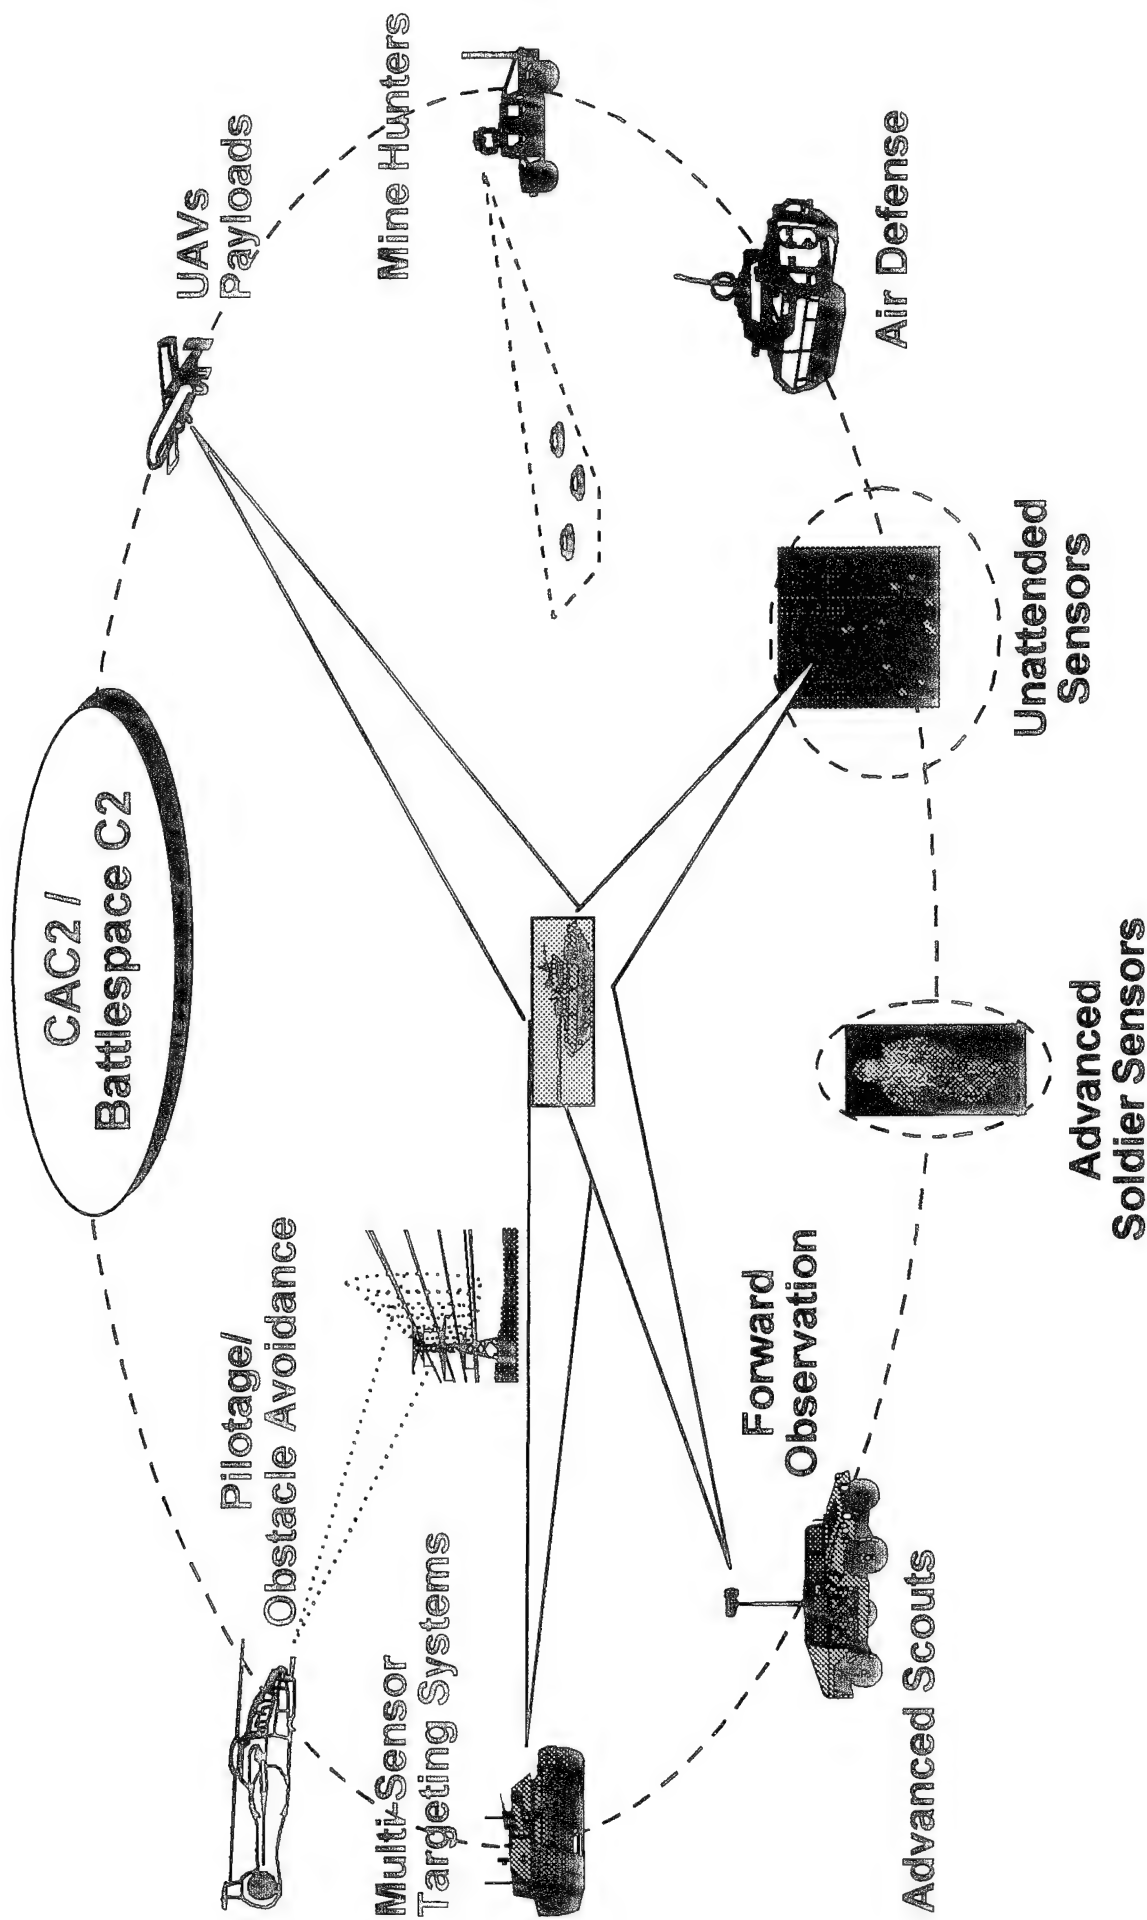 CAC2 /
Battlespace C2
Pilotage/
Obstacle Avoidance
UAVs
Payloads
Multi-Sensor
Targeting Systems
Mine Hunters
Forward
Observation
Air Defense
Advanced Scouts
Advanced
Soldier Sensors
Unattended
Sensors